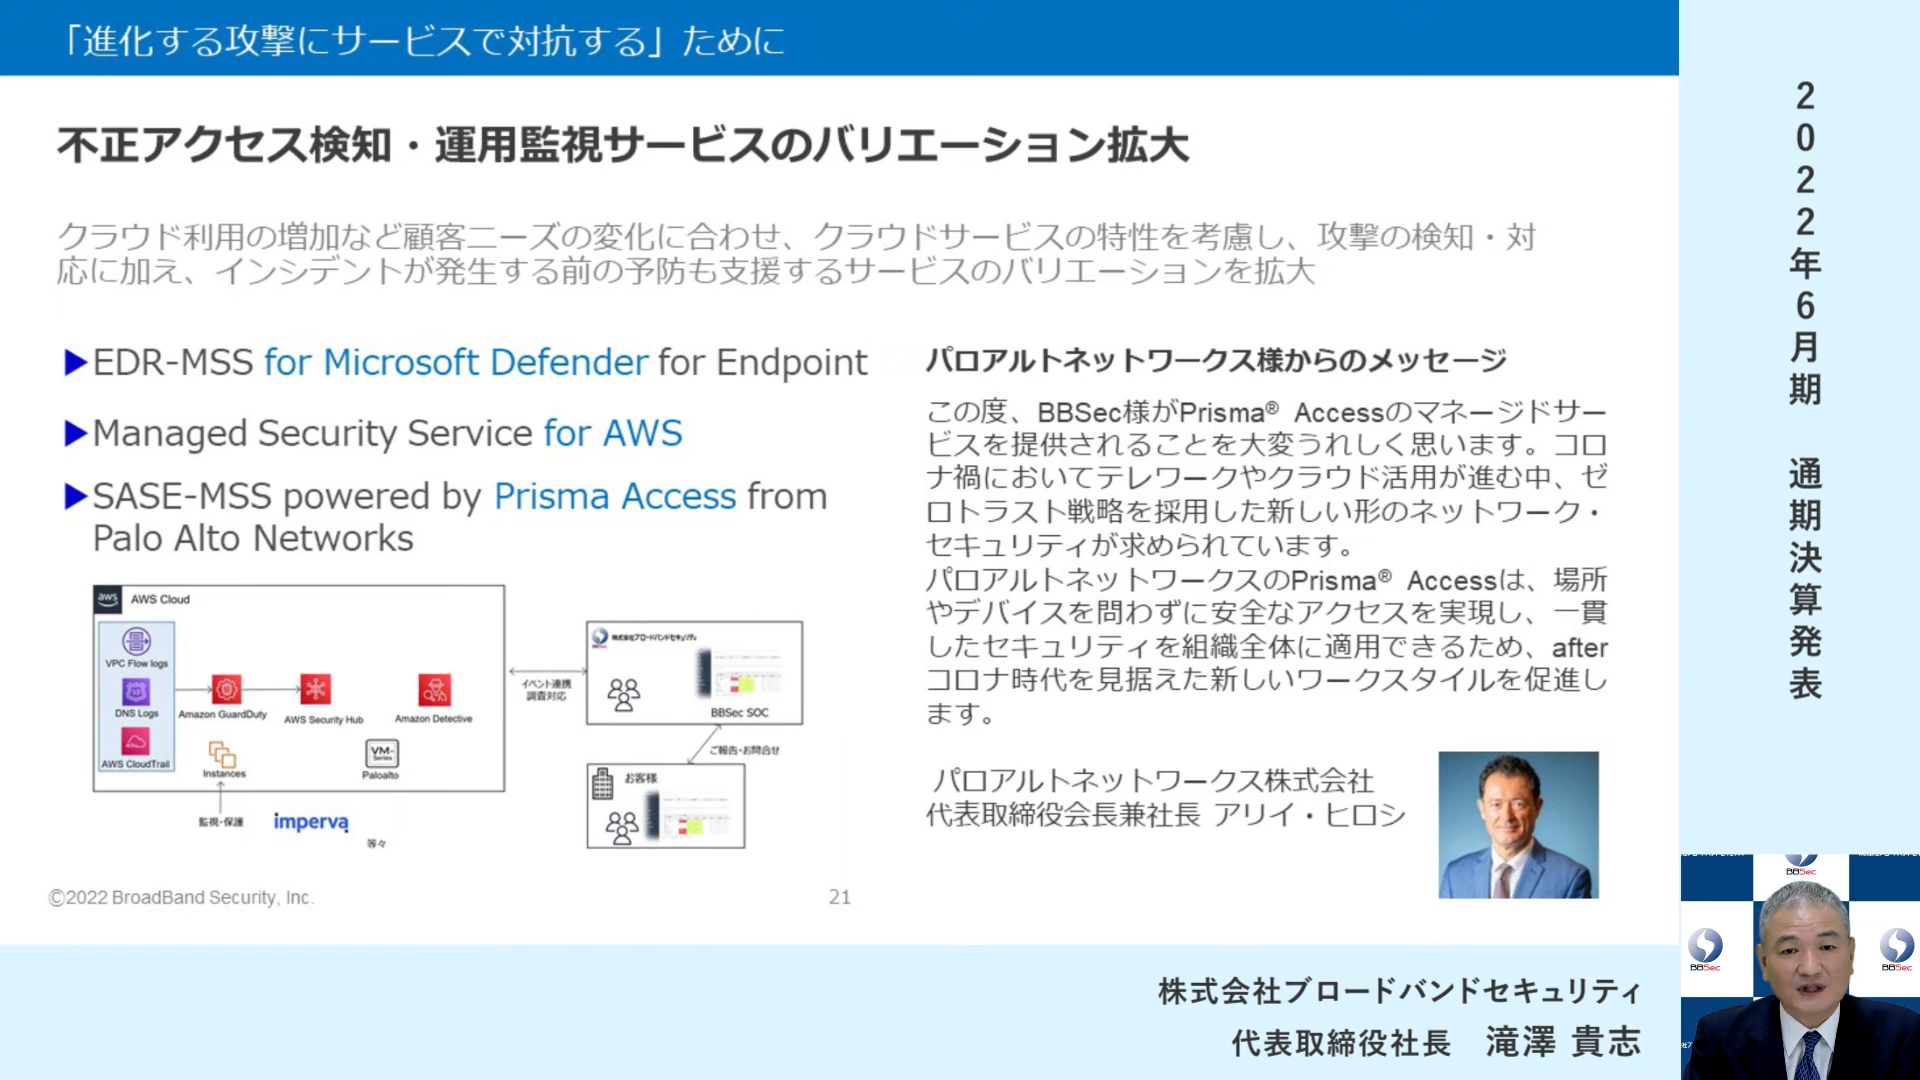 「進化する攻撃にサービスで対抗する」ために
不正アクセス検知・運用監視サービスのバリエーション拡大
クラウド利用の増加など顧客ニーズの変化に合わせ、クラウドサービスの特性を考慮し、攻撃の検知・対
応に加え、インシデントが発生する前の予防も支援するサービスのバリエーションを拡大
▶EDR-MSS for Microsoft Defender for Endpoint
▶Managed Security Service for AWS
▶SASE-MSS powered by Prisma Access from
Palo Alto Networks
aws AWS Cloud
VPC Flow logs
DNS Logs
AWS CloudTrail
Amazon GuardDuty
AWS Security Hub
Amazon Detective
Instances
VM-
Series
Paloalto
監視・保護
imperva
等々
イベント連携
調査対応
株式会社ブロードバンドセキュリティ
BBSec SOC
ご報告・お問合せ
お客様
パロアルトネットワークス様からのメッセージ
この度、BBSec様がPrisma® Accessのマネージドサー
ビスを提供されることを大変うれしく思います。コロ
ナ禍においてテレワークやクラウド活用が進む中、ゼ
ロトラスト戦略を採用した新しい形のネットワーク・
セキュリティが求められています。
パロアルトネットワークスのPrisma® Accessは、場所
やデバイスを問わずに安全なアクセスを実現し、一貫
したセキュリティを組織全体に適用できるため、after
コロナ時代を見据えた新しいワークスタイルを促進し
ます。
パロアルトネットワークス株式会社
代表取締役会長兼社長 アリイ・ヒロシ
©2022 BroadBand Security, Inc.
21
2022年6月期 通期決算発表
BBSec
BBSec
BBSec
株式会社ブロードバンドセキュリティ
代表取締役社長 滝澤 貴志